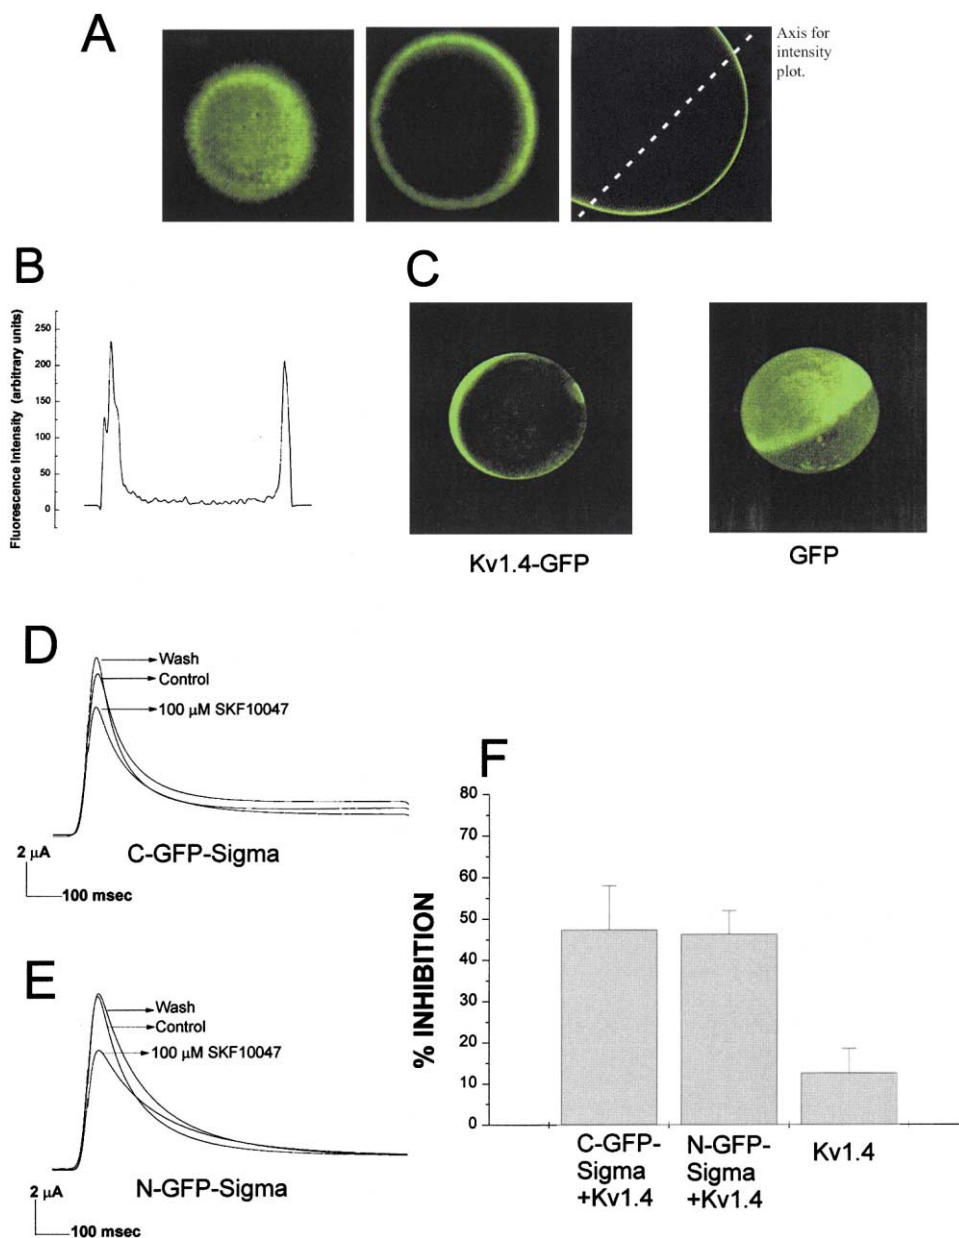 A
Axis for
intensity
plot.
B
Fluorescence Intensity (arbitrary units)
250
200
150
100
50
0
C
Kv1.4-GFP
GFP
D
Wash
Control
100 µM SKF10047
C-GFP-Sigma
2 µA
100 msec
E
Wash
Control
100 µM SKF10047
N-GFP-Sigma
2 µA
100 msec
F
% INHIBITION
80
70
60
50
40
30
20
10
0
C-GFP-
Sigma
+Kv1.4
N-GFP-
Sigma
+Kv1.4
Kv1.4